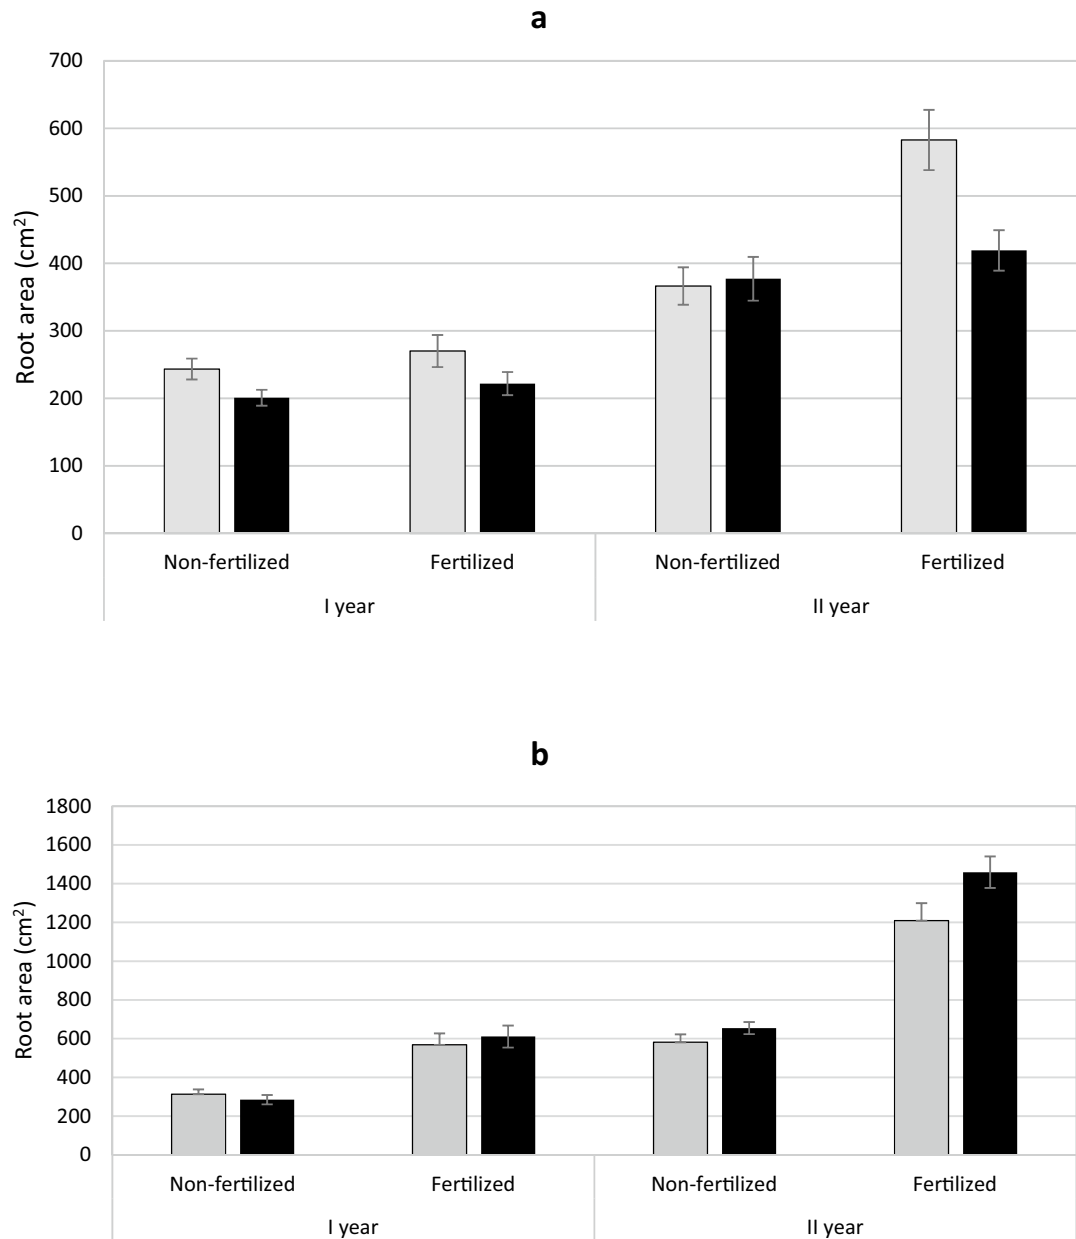 a
700
600
500
400
300
200
100
0
Root area (cm²)
Non-fertilized Fertilized Non-fertilized Fertilized
I year II year
b
1800
1600
1400
1200
1000
800
600
400
200
0
Root area (cm²)
Non-fertilized Fertilized Non-fertilized Fertilized
I year II year